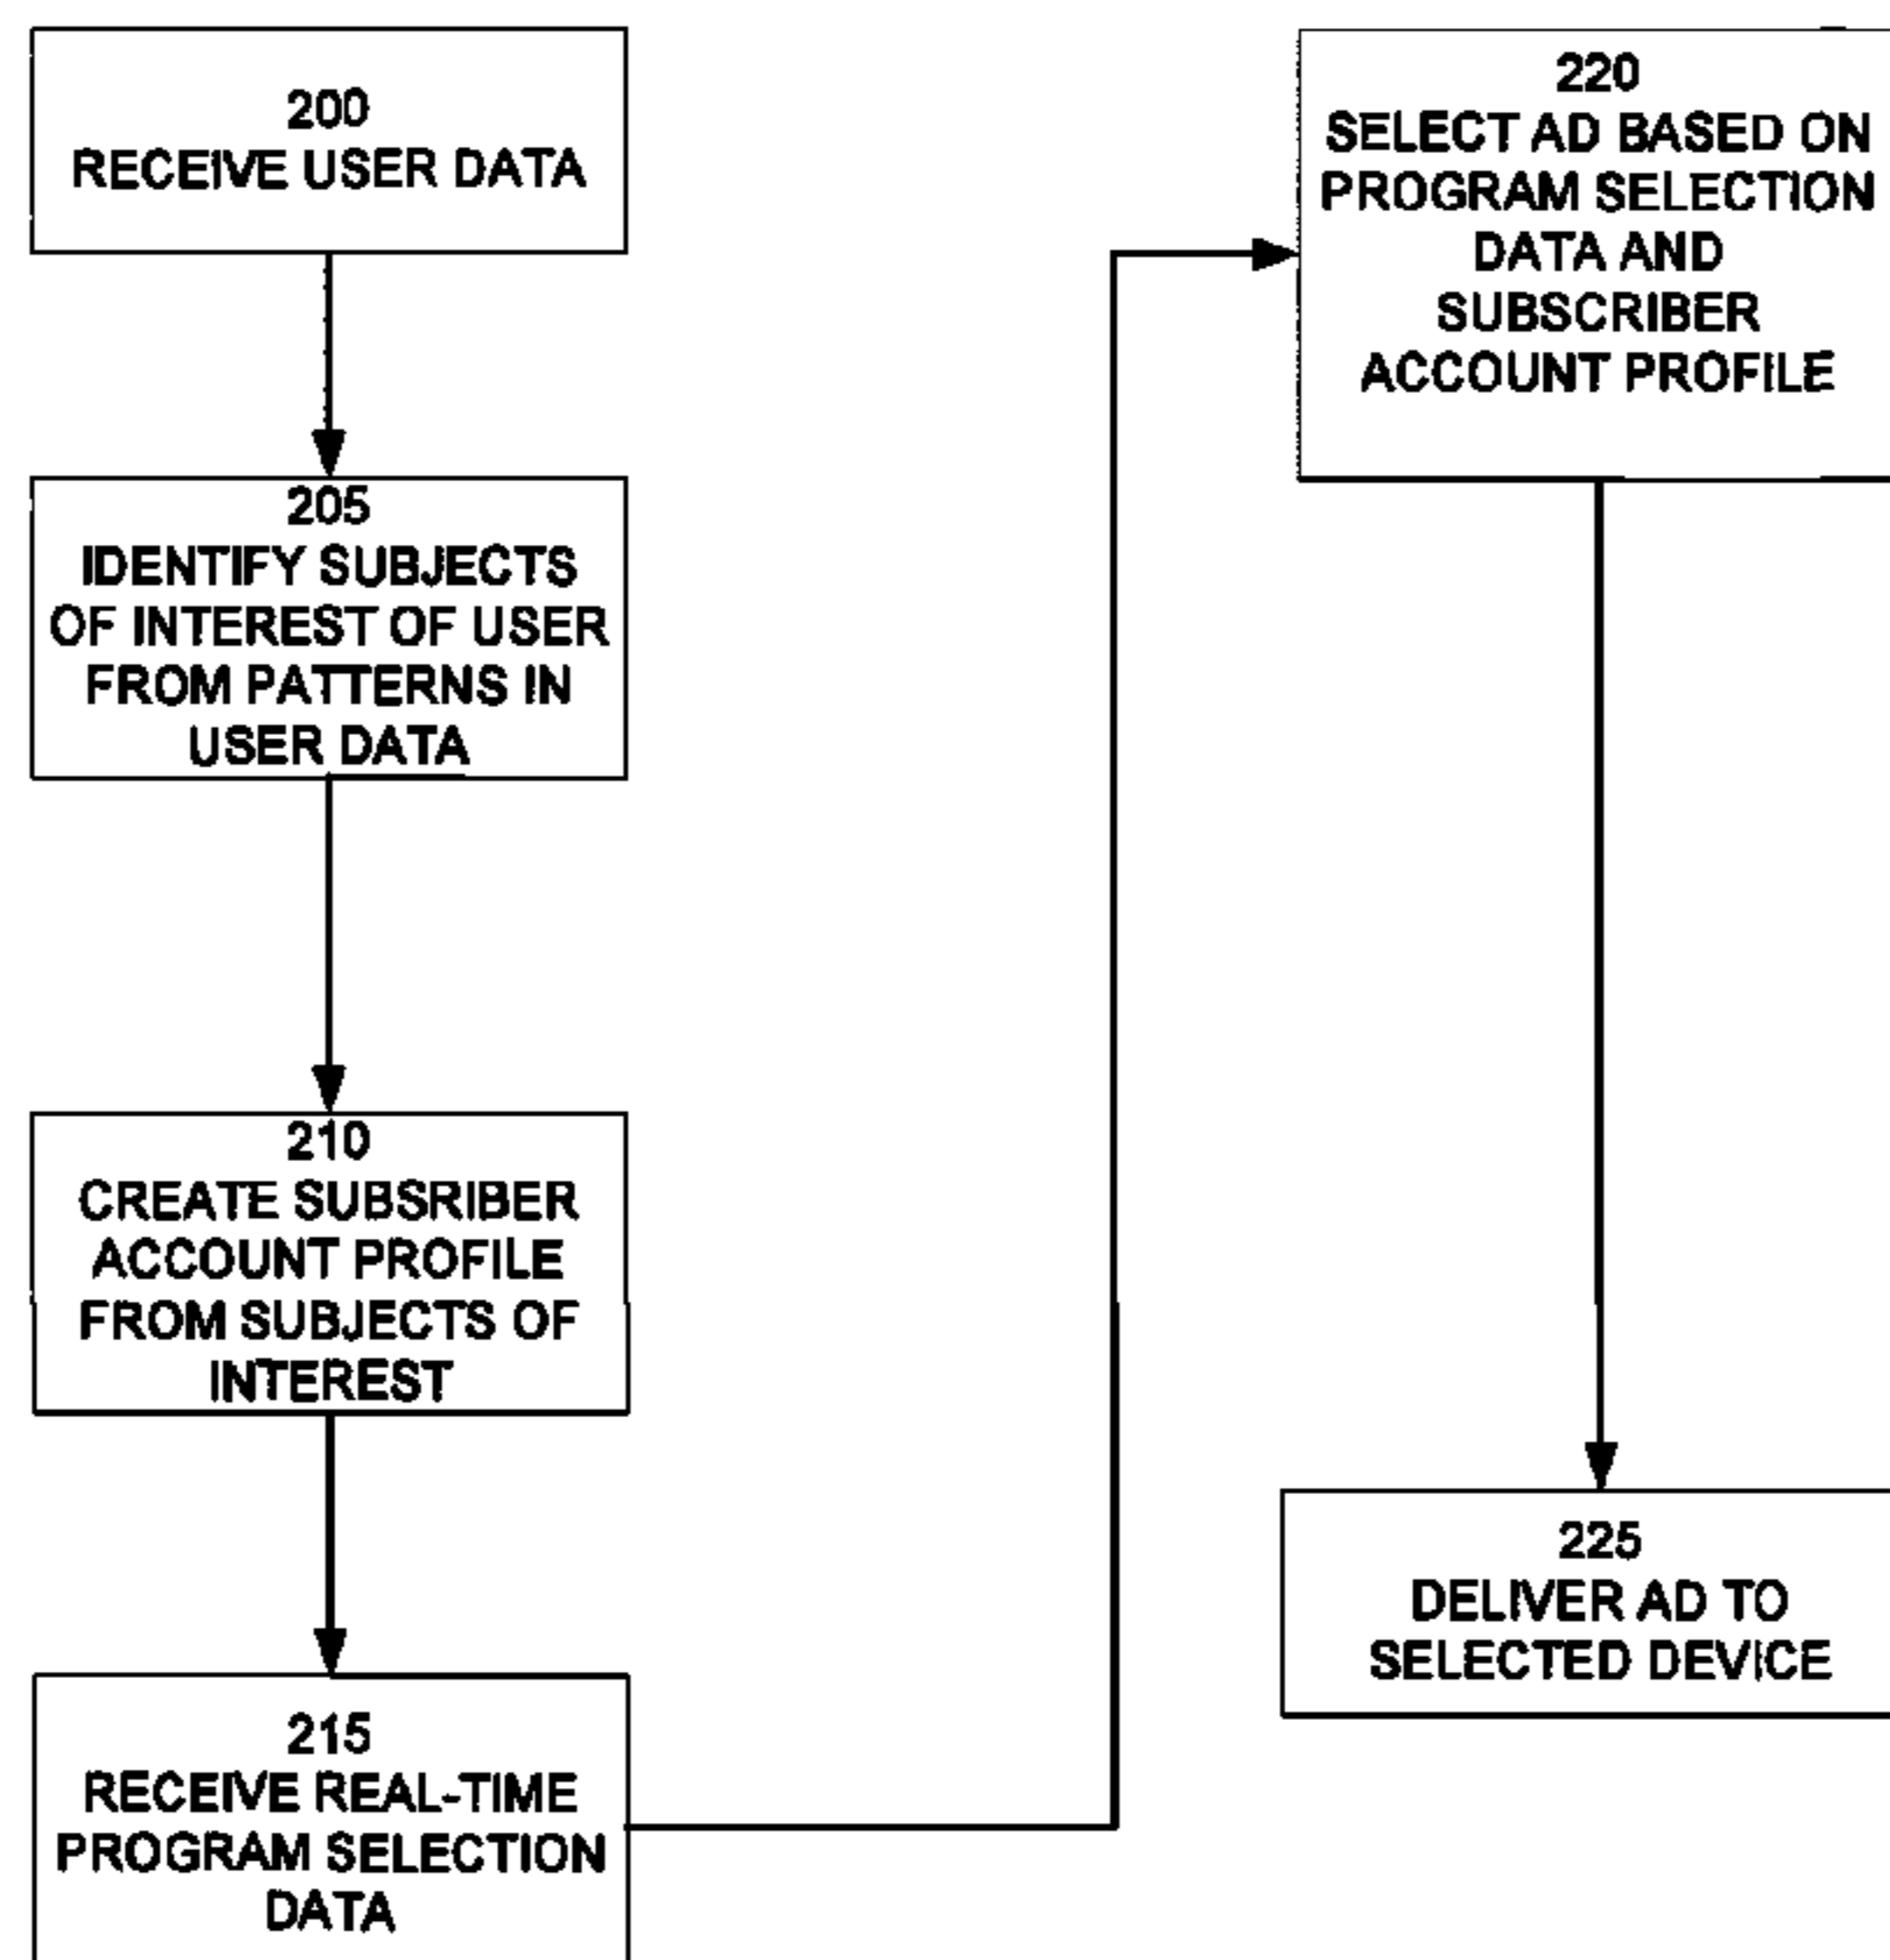 200
RECEIVE USER DATA
205
IDENTIFY SUBJECTS
OF INTEREST OF USER
FROM PATTERNS IN
USER DATA
210
CREATE SUBSRIBER
ACCOUNT PROFILE
FROM SUBJECTS OF
INTEREST
215
RECEIVE REAL-TIME
PROGRAM SELECTION
DATA
220
SELECT AD BASED ON
PROGRAM SELECTION
DATA AND
SUBSCRIBER
ACCOUNT PROFILE
225
DELIVER AD TO
SELECTED DEVICE